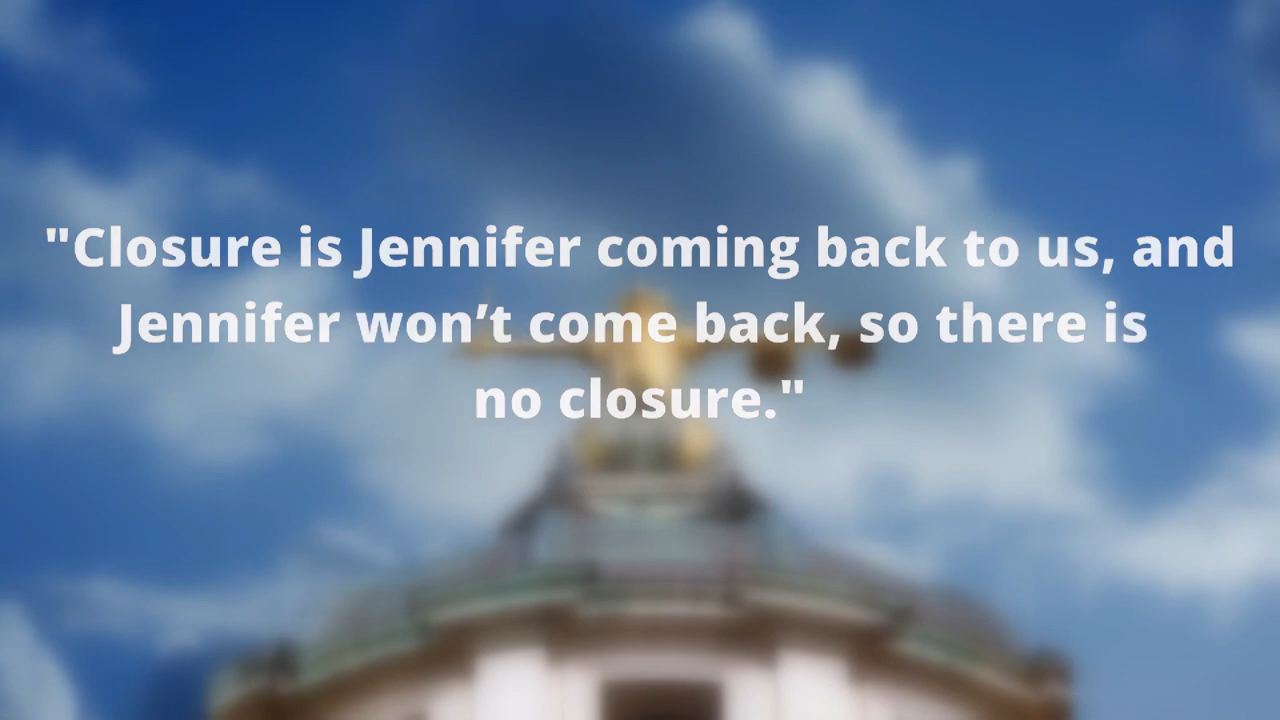 "Closure is Jennifer coming back to us, and
Jennifer won’t come back, so there is
no closure."